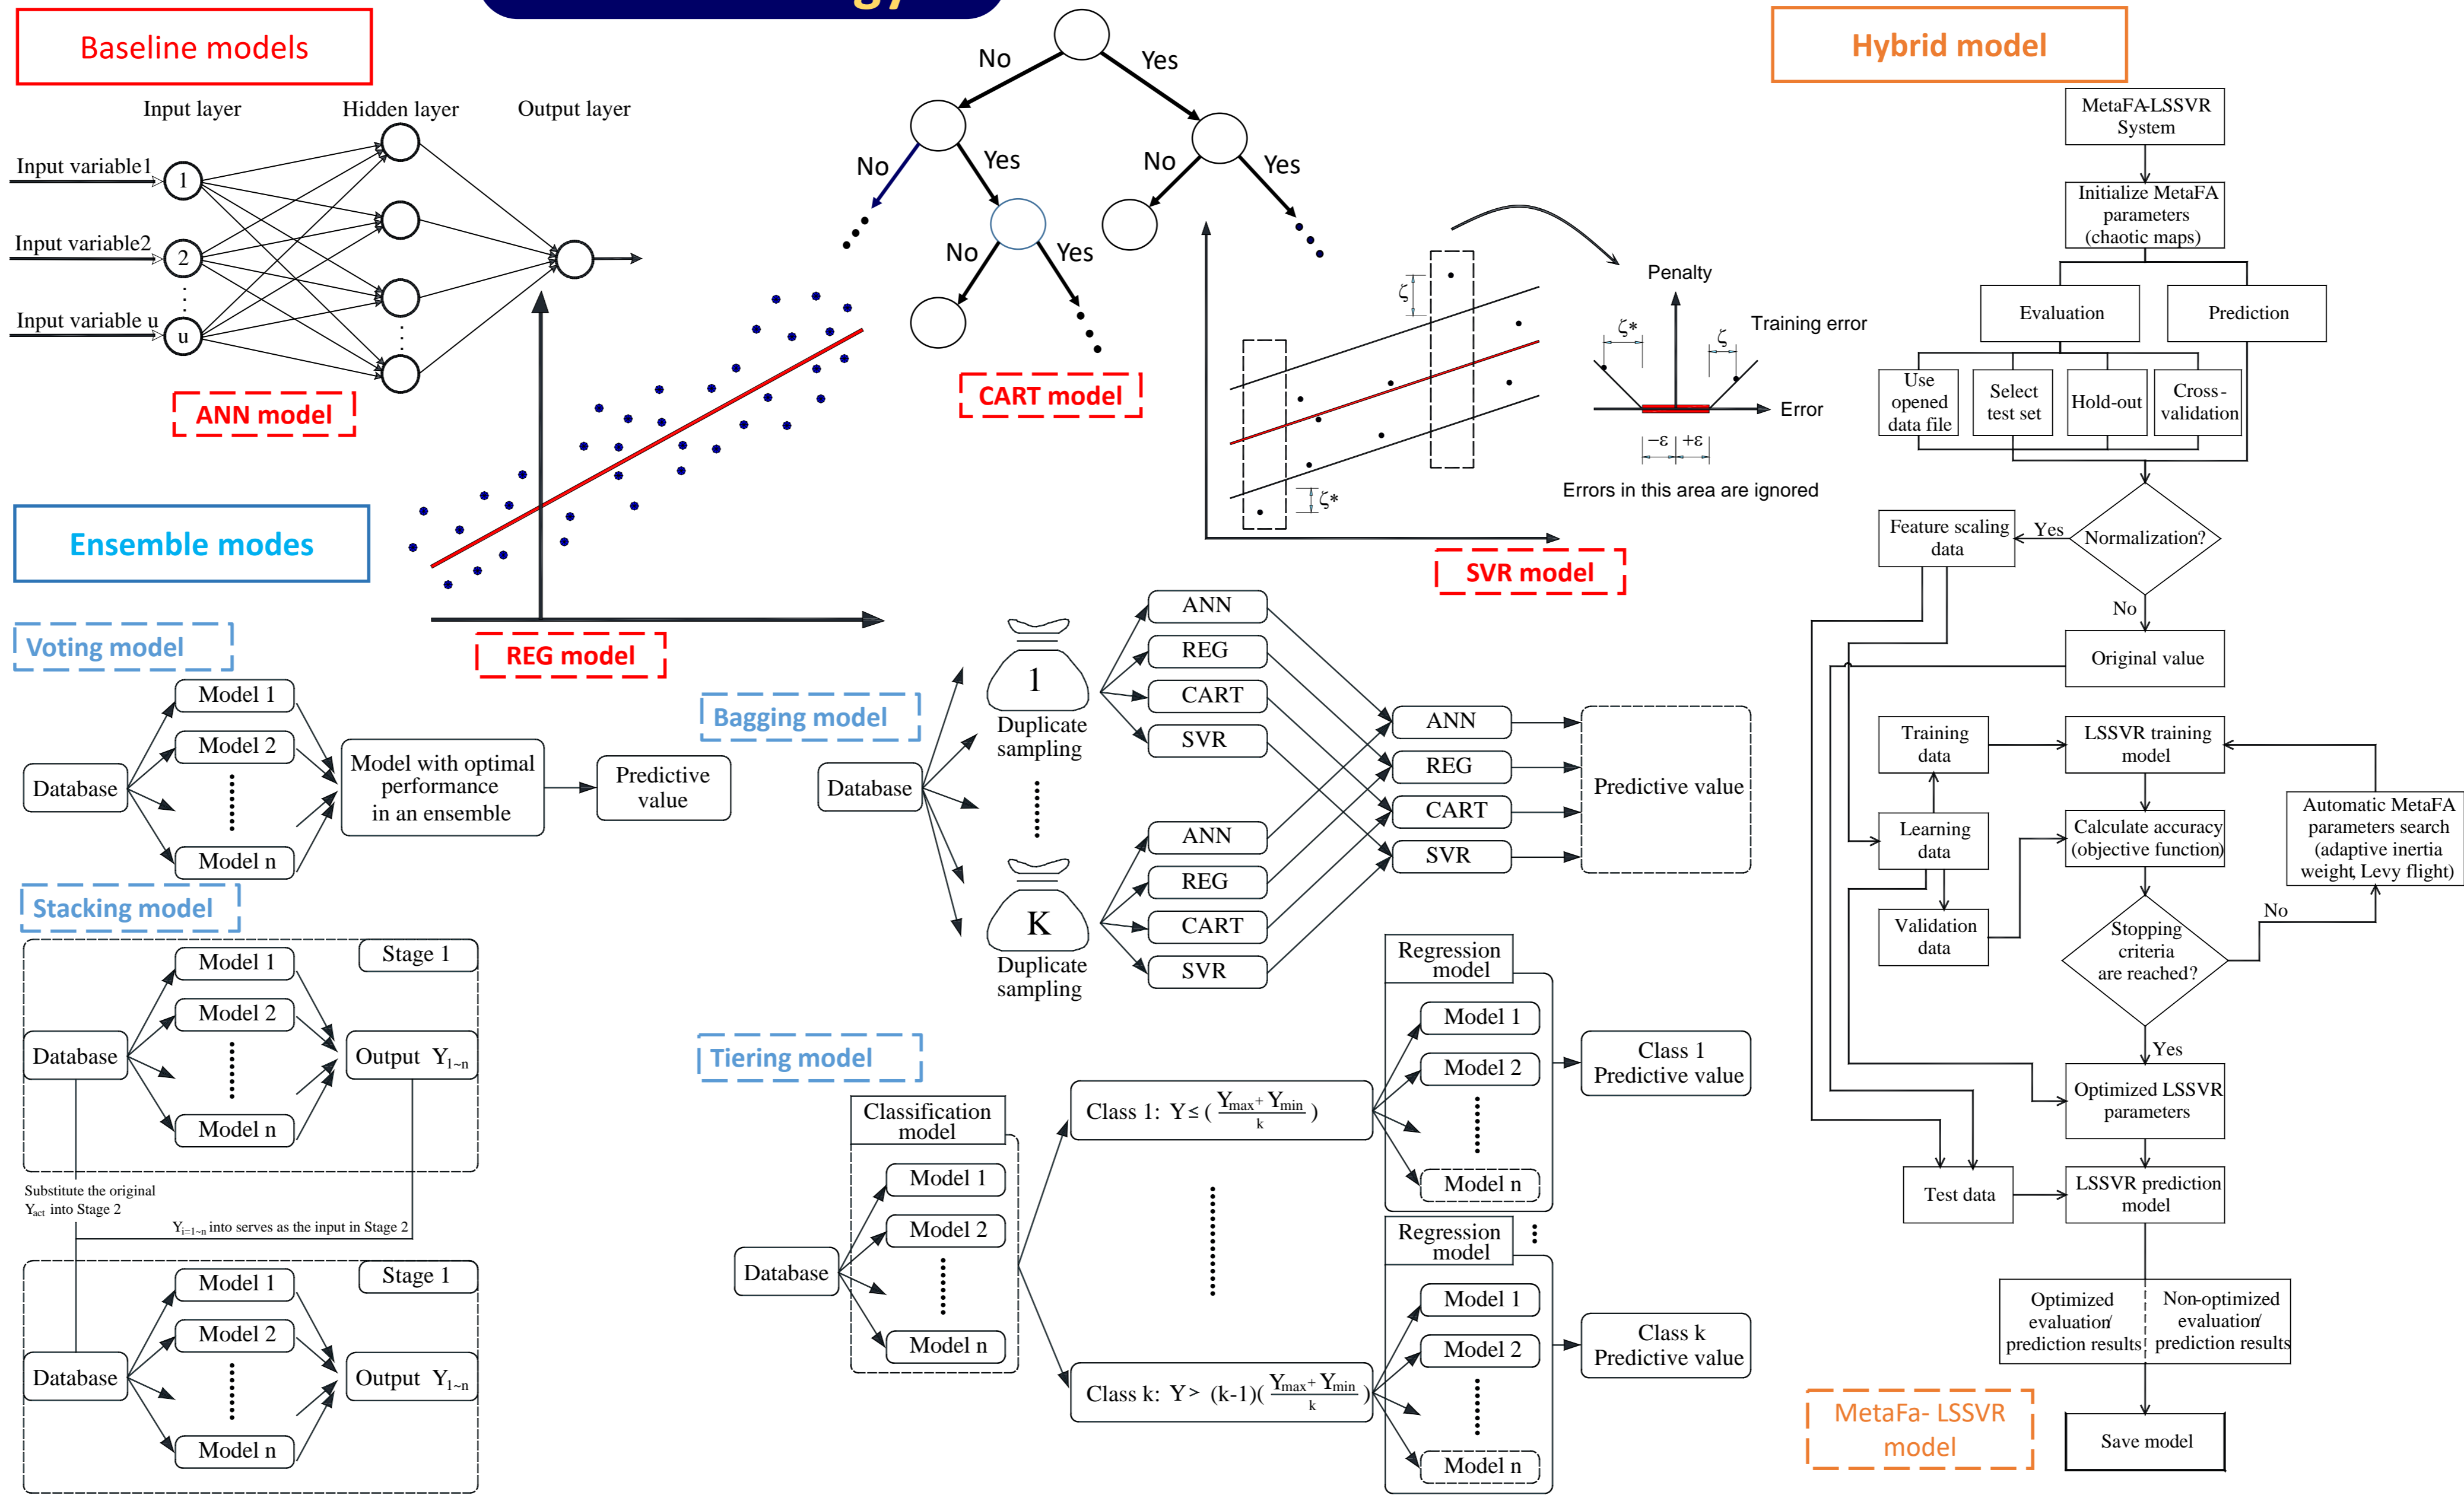 Baseline models
Input layer
Hidden layer
Output layer
Input variable1
Input variable2
Input variable u
1
2
u
ANN model
No
Yes
No
Yes
No
Yes
No
Yes
CART model
REG model
ζ
ζ*
Penalty
Training error
ζ*
ζ
Error
−ε
+ε
Errors in this area are ignored
SVR model
Ensemble modes
Voting model
Database
Model 1
Model 2
Model n
Model with optimal
performance
in an ensemble
Predictive
value
Stacking model
Stage 1
Database
Model 1
Model 2
Model n
Output Y1~n
Substitute the original
Yact into Stage 2
Yi=1~n into serves as the input in Stage 2
Stage 1
Database
Model 1
Model 2
Model n
Output Y1~n
Bagging model
Database
1
Duplicate
sampling
K
Duplicate
sampling
ANN
REG
CART
SVR
ANN
REG
CART
SVR
ANN
REG
CART
SVR
Predictive value
Tiering model
Database
Classification
model
Model 1
Model 2
Model n
Class 1: Y ≤ ( Ymax + Ymin / k )
Class k: Y > (k-1)( Ymax + Ymin / k )
Regression
model
Model 1
Model 2
Model n
Class 1
Predictive value
Regression
model
Model 1
Model 2
Model n
Class k
Predictive value
Hybrid model
MetaFA-LSSVR
System
Initialize MetaFA
parameters
(chaotic maps)
Evaluation
Prediction
Use
opened
data file
Select
test set
Hold-out
Cross-
validation
Normalization?
Yes
No
Feature scaling
data
Original value
Training
data
LSSVR training
model
Learning
data
Calculate accuracy
(objective function)
Automatic MetaFA
parameters search
(adaptive inertia
weight, Levy flight)
Validation
data
Stopping
criteria
are reached?
No
Yes
Optimized LSSVR
parameters
Test data
LSSVR prediction
model
Optimized
evaluation/
prediction results
Non-optimized
evaluation/
prediction results
Save model
MetaFa- LSSVR
model